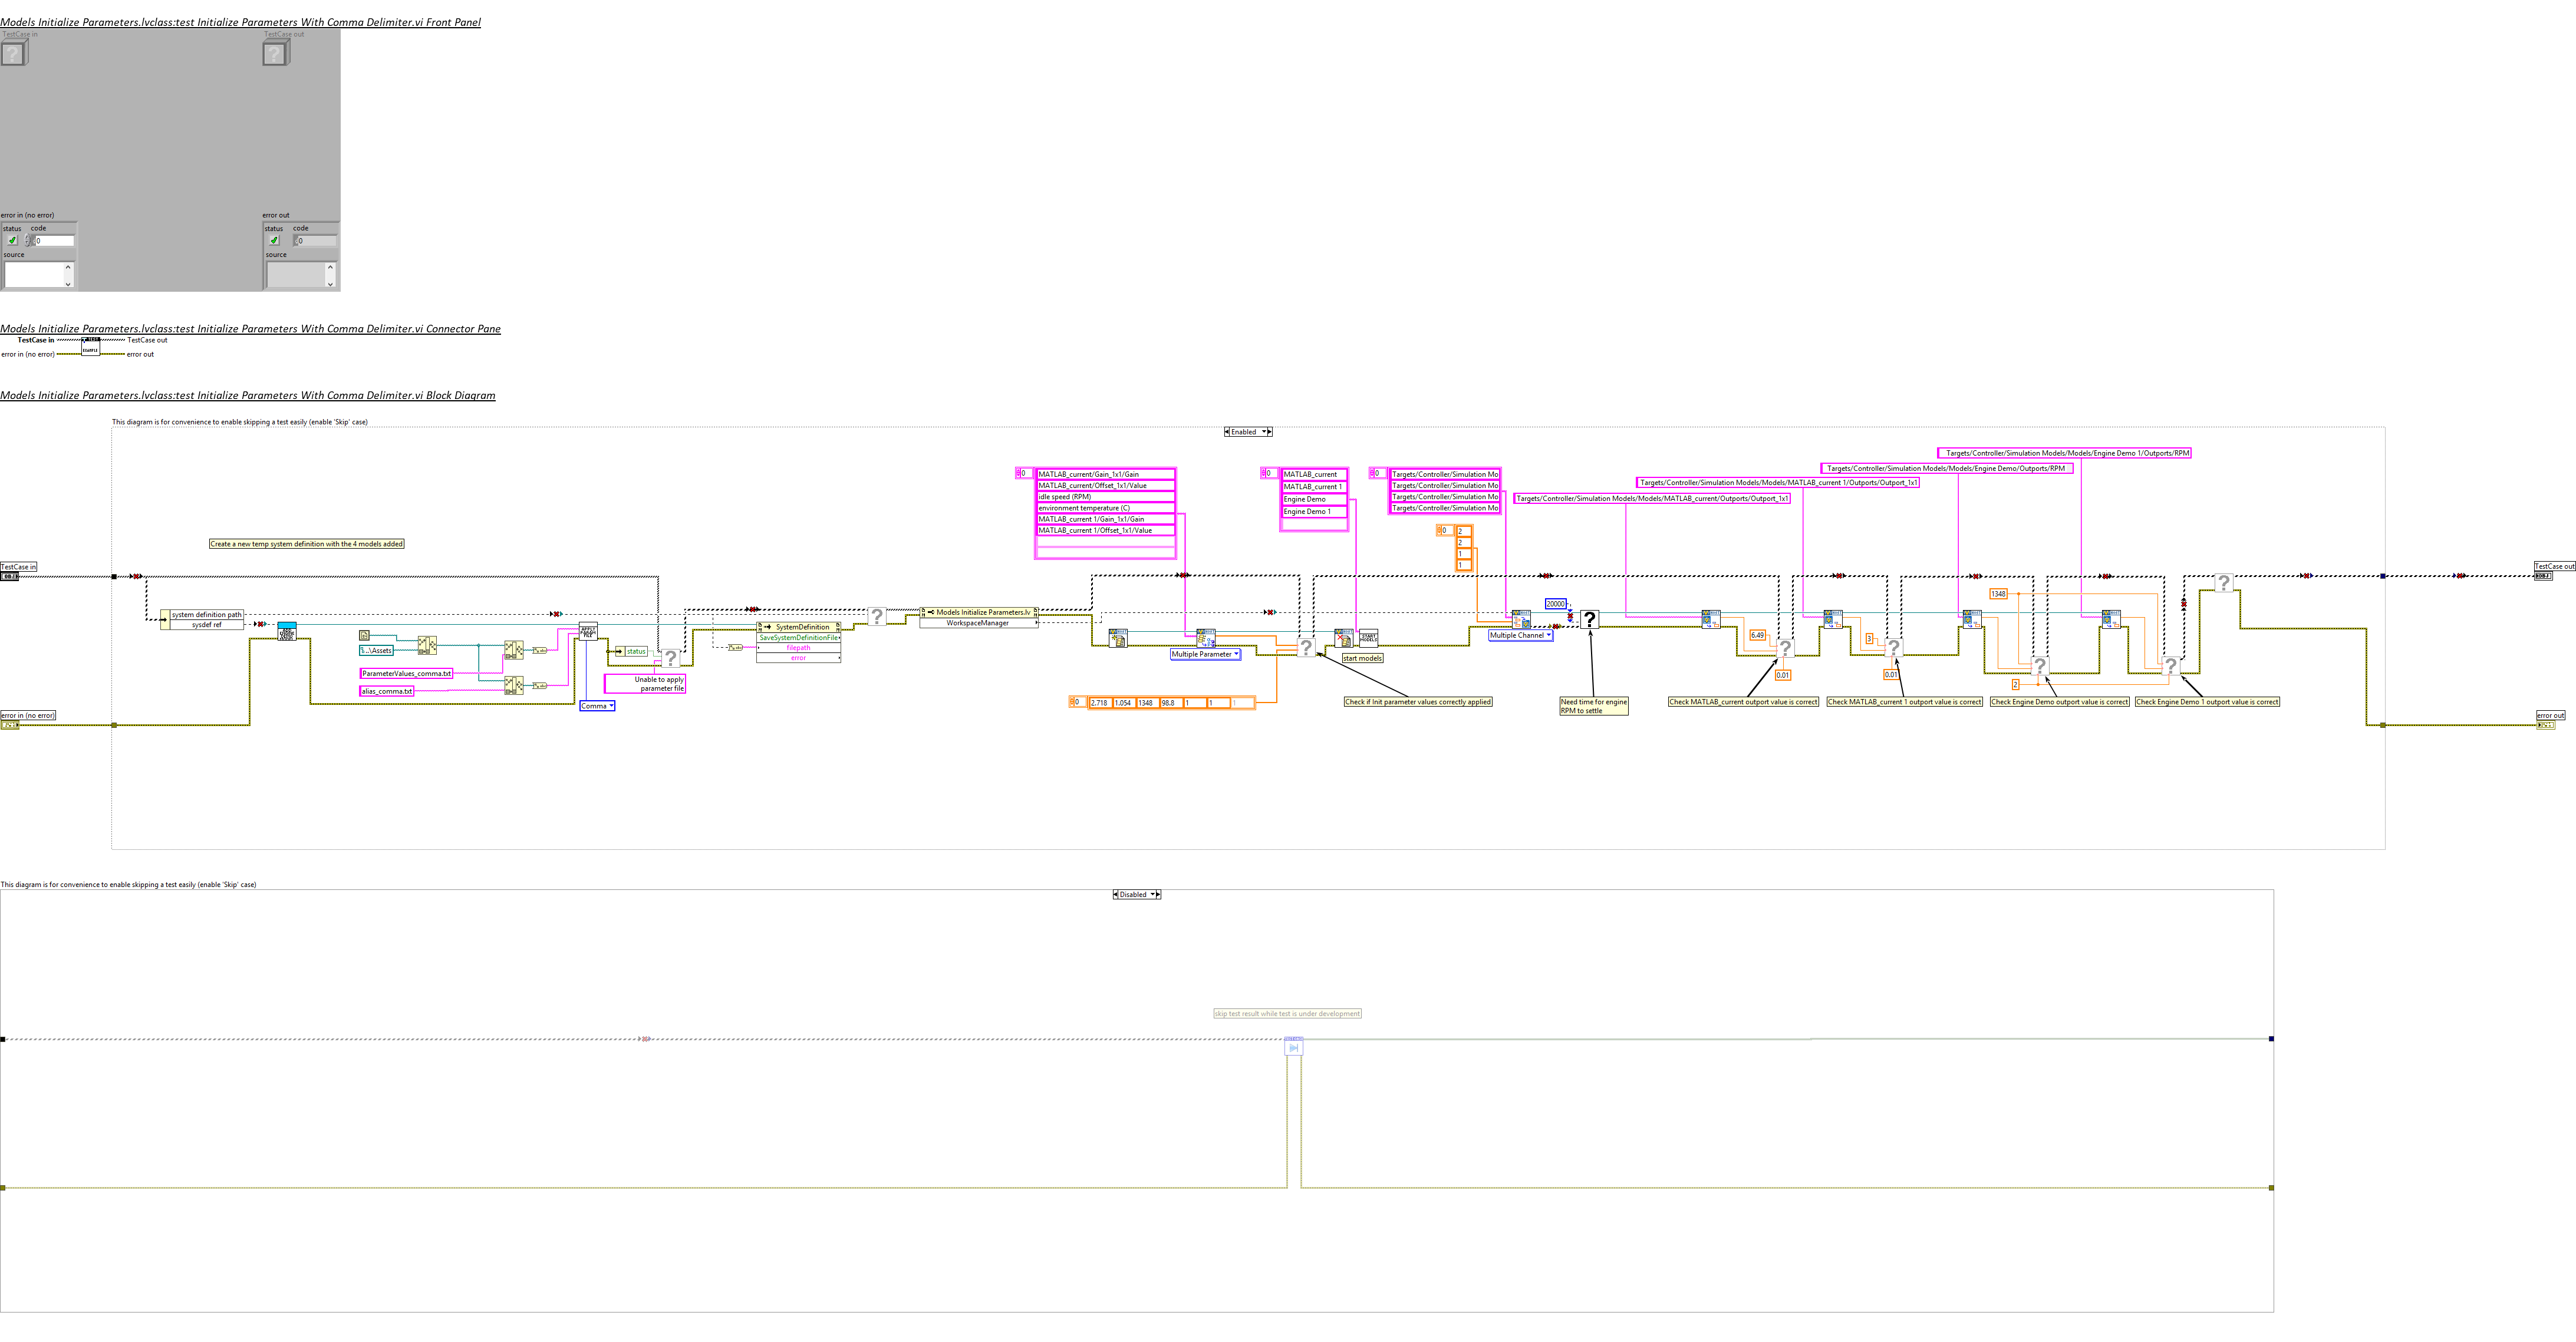 Models Initialize Parameters.lvclass:test Initialize Parameters With Comma Delimiter.vi Front Panel
TestCase in
TestCase out
error in (no error)
error out
status code
status code
0
0
source
source
Models Initialize Parameters.lvclass:test Initialize Parameters With Comma Delimiter.vi Connector Pane
TestCase in
TestCase out
error in (no error)
error out
Models Initialize Parameters.lvclass:test Initialize Parameters With Comma Delimiter.vi Block Diagram
This diagram is for convenience to enable skipping a test easily (enable 'Skip' case)
Enabled
Targets/Controller/Simulation Models/Models/Engine Demo 1/Outports/RPM
Targets/Controller/Simulation Models/Models/Engine Demo/Outports/RPM
Targets/Controller/Simulation Models/Models/MATLAB_current 1/Outports/Outport_1x1
Targets/Controller/Simulation Models/Models/MATLAB_current/Outports/Outport_1x1
0
MATLAB_current/Gain_1x1/Gain
MATLAB_current/Offset_1x1/Value
idle speed (RPM)
environment temperature (C)
MATLAB_current 1/Gain_1x1/Gain
MATLAB_current 1/Offset_1x1/Value
0
MATLAB_current
MATLAB_current 1
Engine Demo
Engine Demo 1
0
Targets/Controller/Simulation Mo
Targets/Controller/Simulation Mo
Targets/Controller/Simulation Mo
Targets/Controller/Simulation Mo
0
2
2
1
1
Create a new temp system definition with the 4 models added
TestCase in
TestCase out
system definition path
sysdef ref
..\Assets
ParameterValues_comma.txt
alias_comma.txt
APPLY
FILE
Comma
status
Unable to apply
parameter file
SystemDefinition
SaveSystemDefinitionFile
filepath
error
Models Initialize Parameters.lv
WorkspaceManager
Multiple Parameter
0
2.718 1.054 1348 98.8 1 1 1
START
MODELS
start models
Check if Init parameter values correctly applied
Multiple Channel
20000
Need time for engine
RPM to settle
6.49
0.01
Check MATLAB_current outport value is correct
3
0.01
Check MATLAB_current 1 outport value is correct
1348
2
Check Engine Demo outport value is correct
Check Engine Demo 1 outport value is correct
error in (no error)
error out
This diagram is for convenience to enable skipping a test easily (enable 'Skip' case)
Disabled
skip test result while test is under development